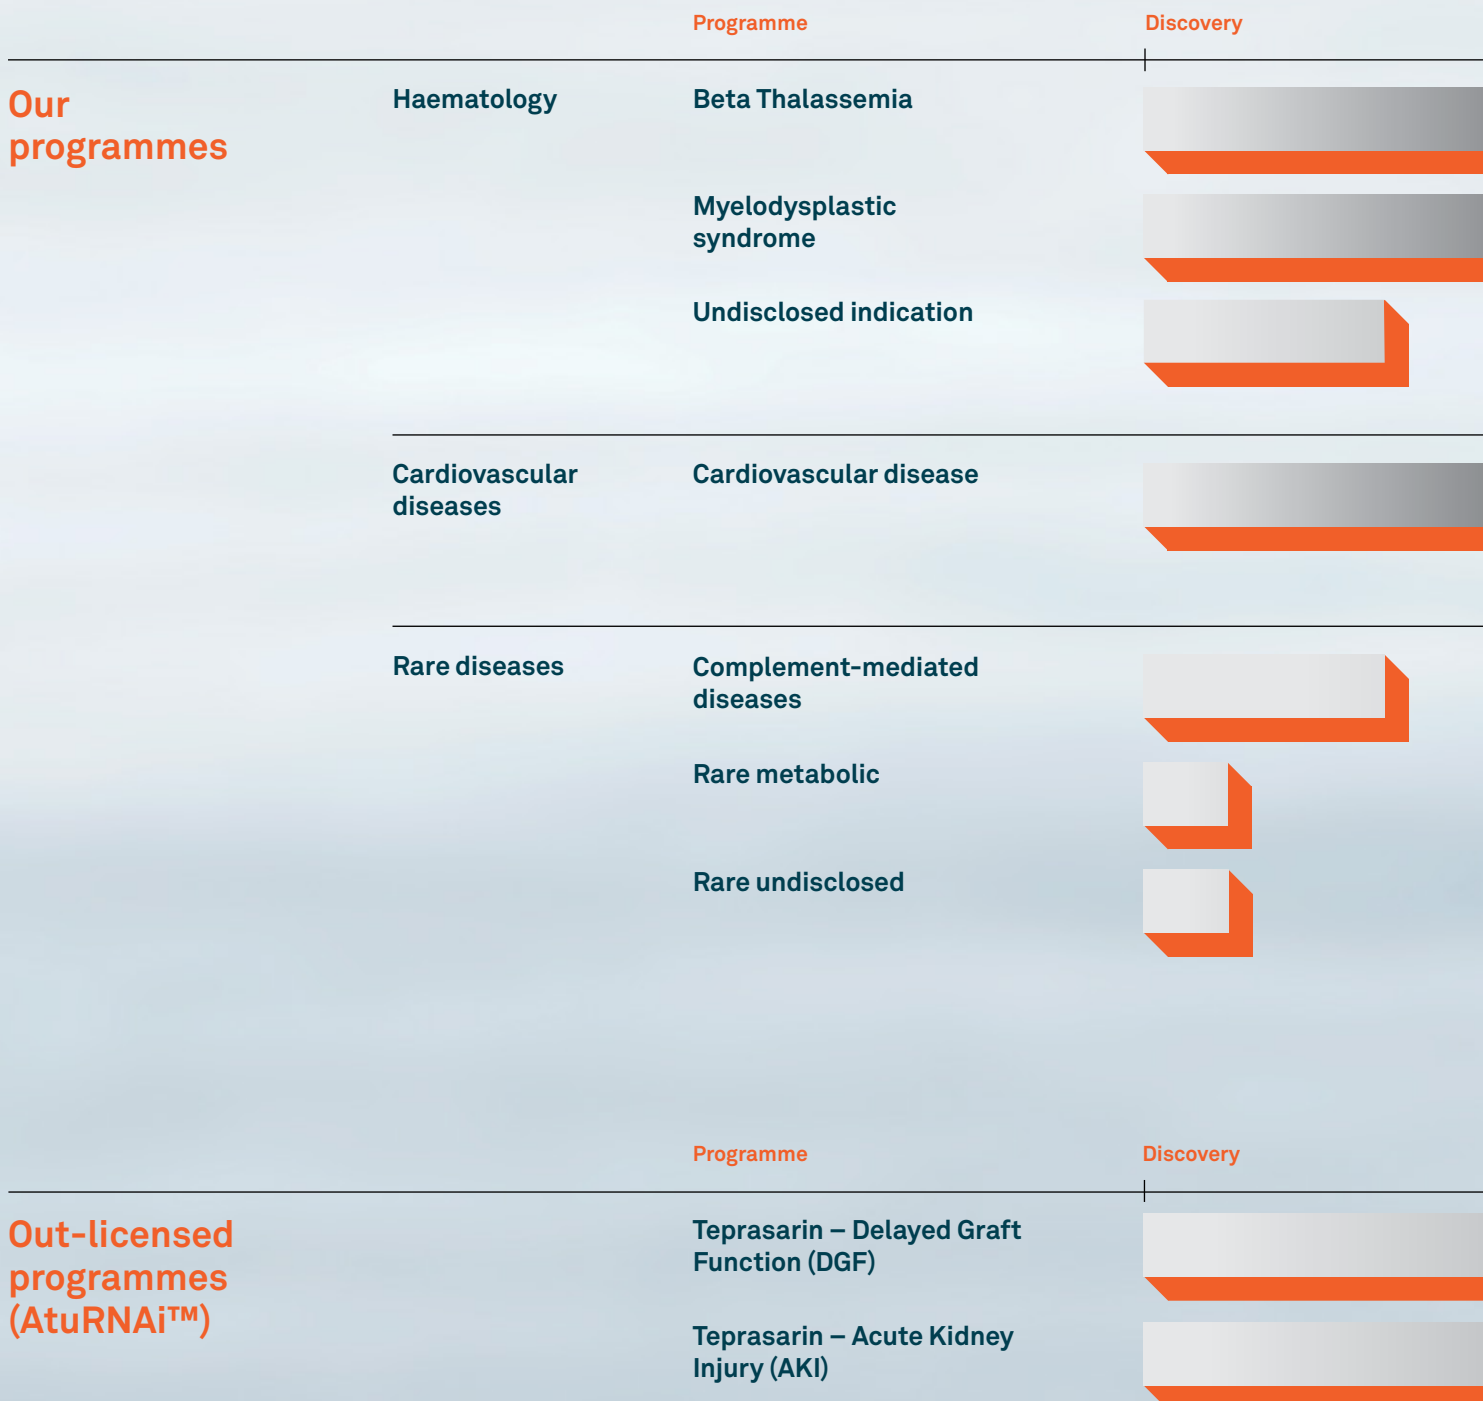 Programme
Discovery
Our
programmes
Haematology
Beta Thalassemia
Myelodysplastic
syndrome
Undisclosed indication
Cardiovascular
diseases
Cardiovascular disease
Rare diseases
Complement-mediated
diseases
Rare metabolic
Rare undisclosed
Programme
Discovery
Out-licensed
programmes
(AtuRNAi™)
Teprasarin – Delayed Graft
Function (DGF)
Teprasarin – Acute Kidney
Injury (AKI)